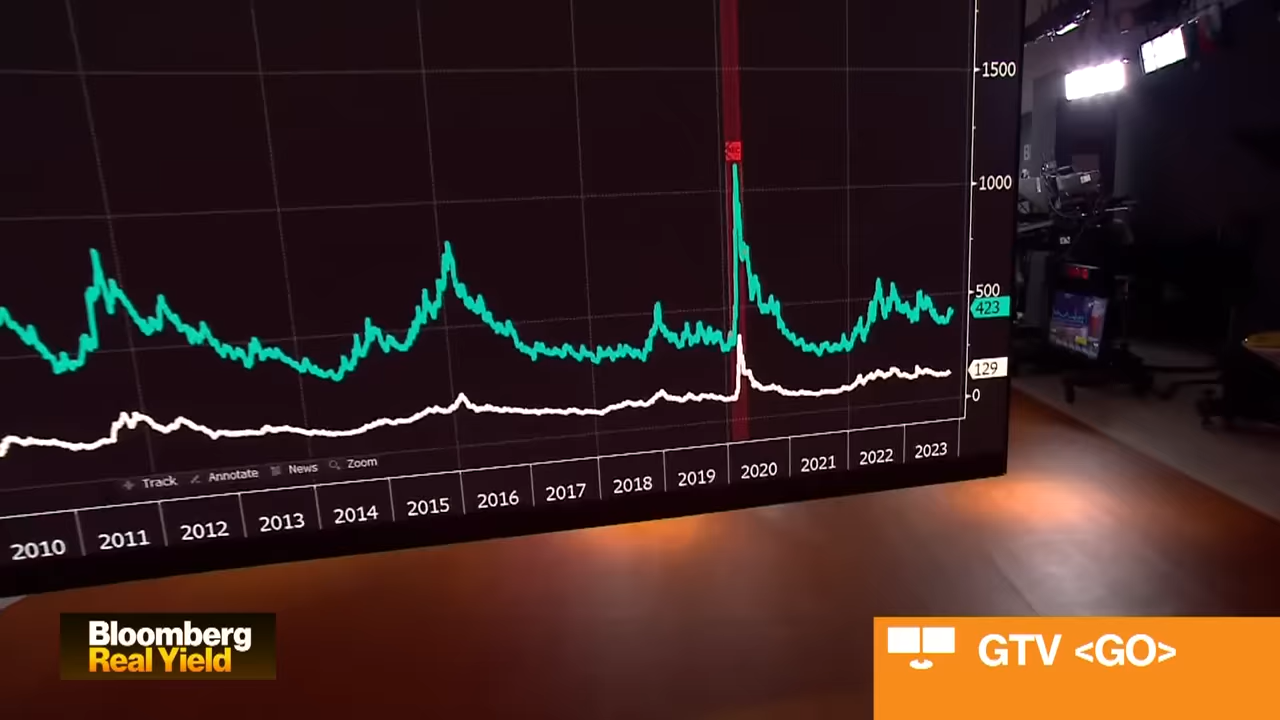 1500
1000
500
423
129
0
Track Annotate News Zoom
2010 2011 2012 2013 2014 2015 2016 2017 2018 2019 2020 2021 2022 2023
Bloomberg
Real Yield
GTV <GO>